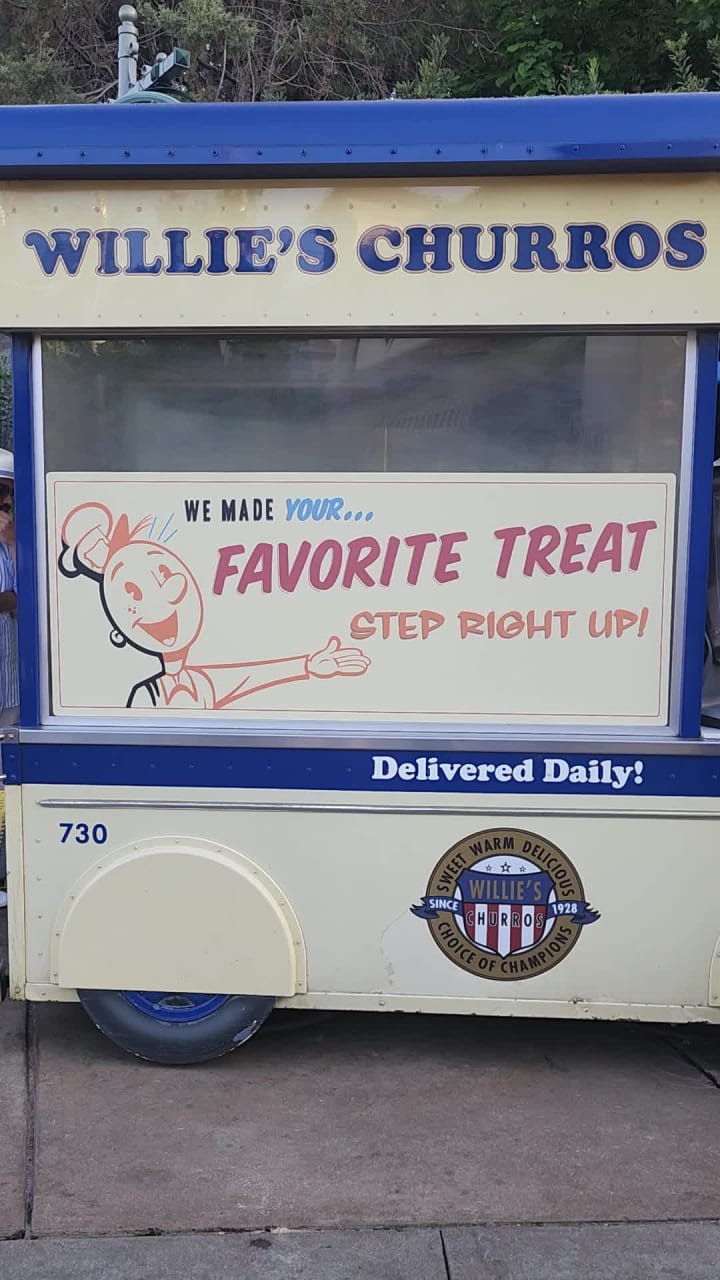 WILLIE'S CHURROS
WE MADE YOUR...
FAVORITE TREAT
STEP RIGHT UP!
Delivered Daily!
730
SWEET WARM DELICIOUS
WILLIE'S
SINCE 1928
CHURROS
CHOICE OF CHAMPIONS